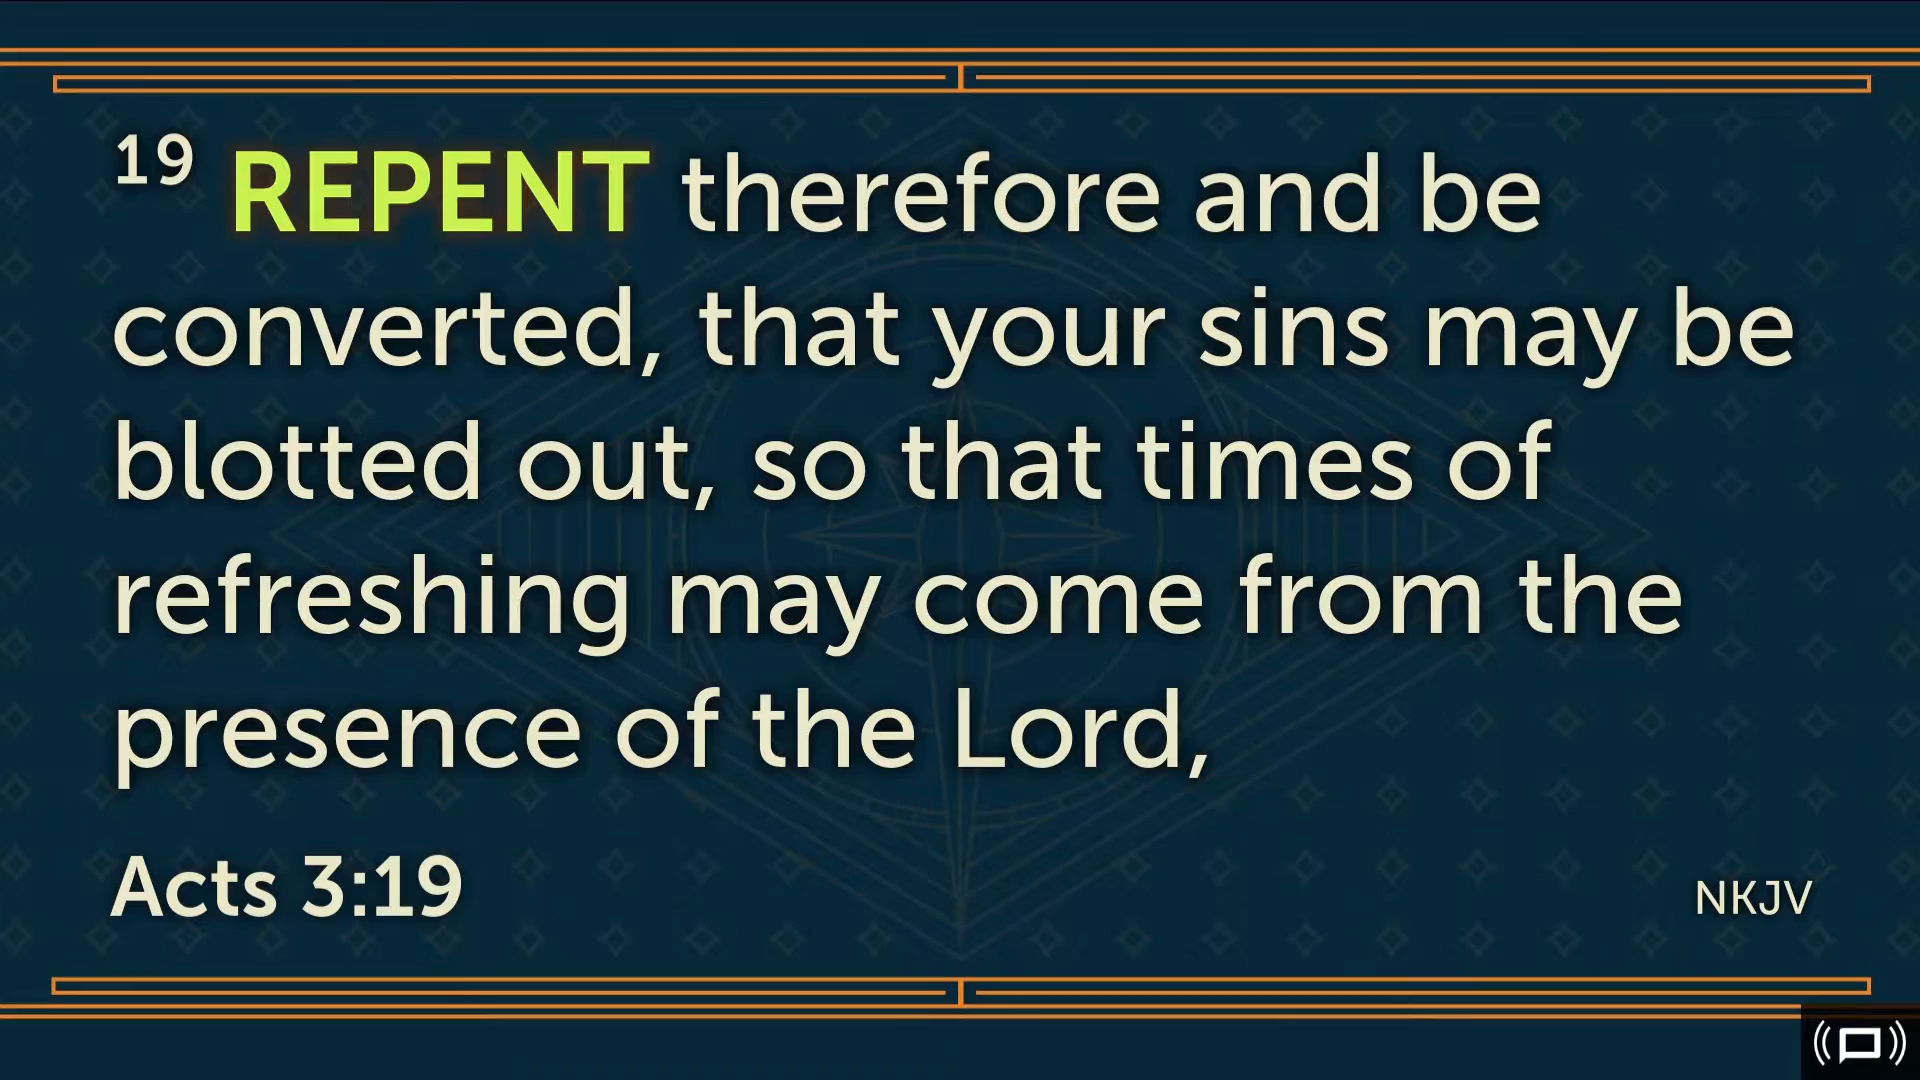 19 REPENT therefore and be
converted, that your sins may be
blotted out, so that times of
refreshing may come from the
presence of the Lord,
Acts 3:19
NKJV